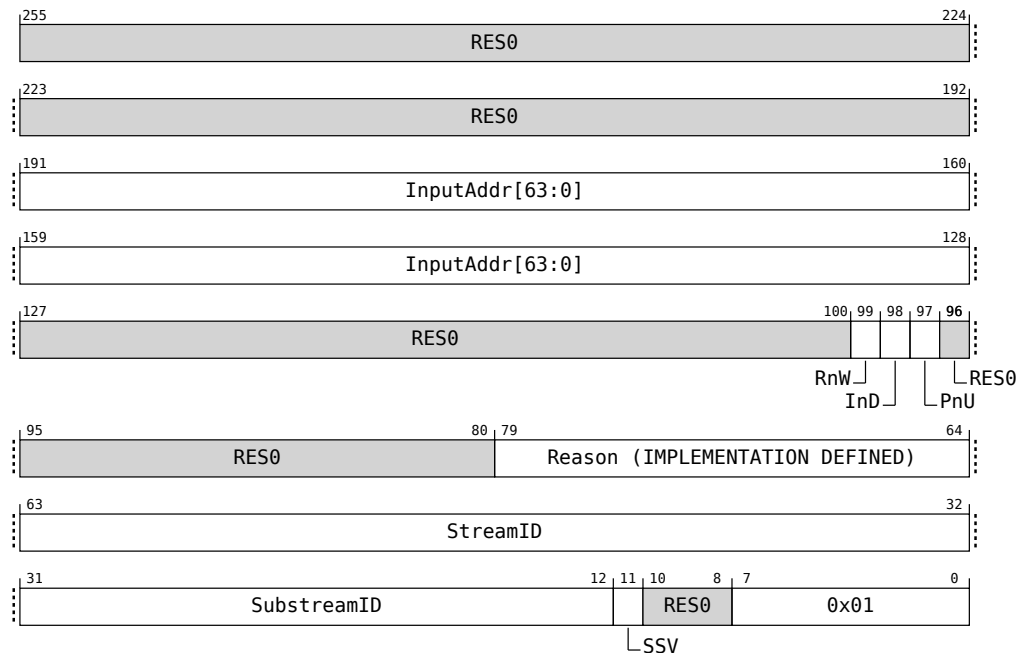 255 224
RES0
223 192
RES0
191 160
InputAddr[63:0]
159 128
InputAddr[63:0]
127 100 99 98 97 96
RES0
RnW RES0
InD PnU
95 80 79 64
RES0 Reason (IMPLEMENTATION DEFINED)
63 32
StreamID
31 12 11 10 8 7 0
SubstreamID RES0 0x01
SSV